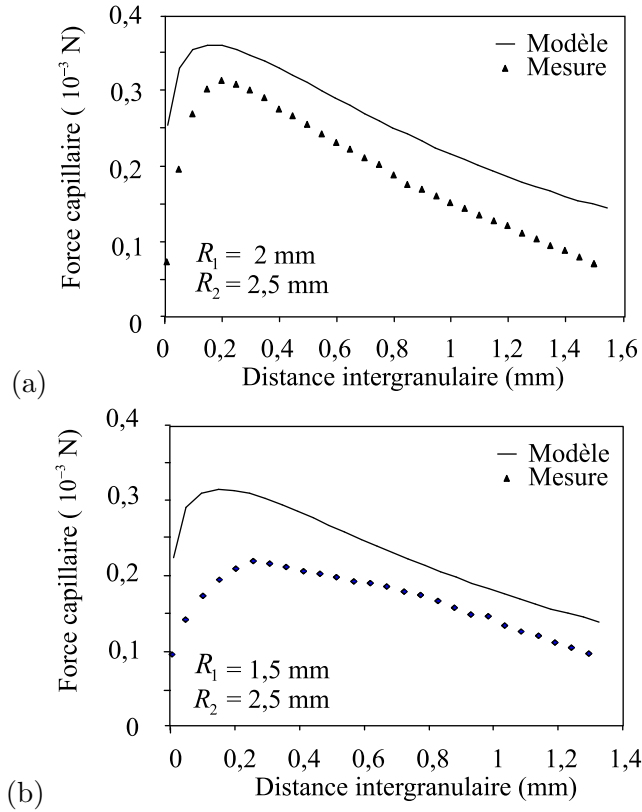 0,4
0,3
0,2
0,1
0
Force capillaire ( 10⁻³ N)
Modèle
Mesure
R₁ = 2 mm
R₂ = 2,5 mm
0 0,2 0,4 0,6 0,8 1 1,2 1,4 1,6
Distance intergranulaire (mm)
(a)
0,4
0,3
0,2
0,1
0
Force capillaire ( 10⁻³ N)
Modèle
Mesure
R₁ = 1,5 mm
R₂ = 2,5 mm
0 0,2 0,4 0,6 0,8 1 1,2 1,4
Distance intergranulaire (mm)
(b)